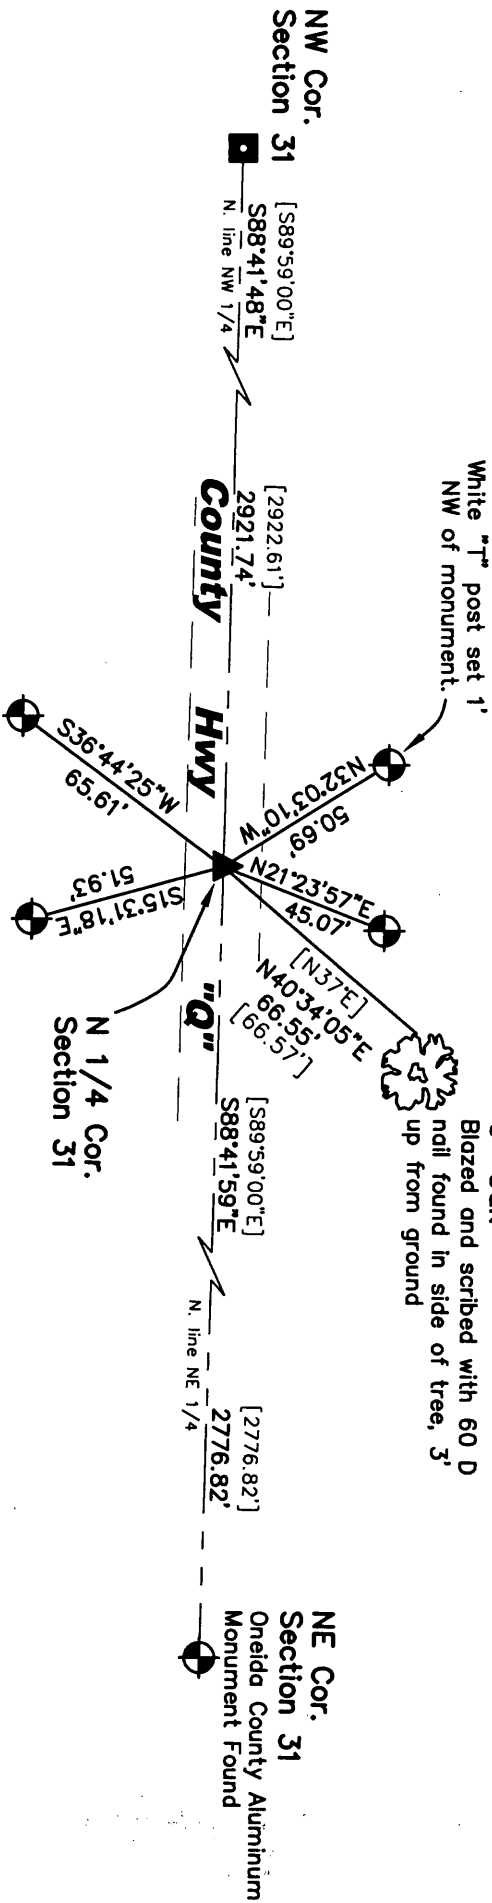 NW Cor.
Section 31
[S89°59'00"E]
S88°41'48"E
N. line NW 1/4
[2922.61']
2921.74'
County Hwy "Q"
White "T" post set 1'
NW of monument.
N32°03'10"W
50.69'
N21°23'57"E
45.07'
[N37°E]
N40°34'05"E
66.55'
[66.57']
Blazed and scribed with 60 D
nail found in side of tree, 3'
up from ground
S36°44'25"W
65.61'
S15°31'18"E
51.93'
N 1/4 Cor.
Section 31
[S89°59'00"E]
S88°41'59"E
N. line NE 1/4
[2776.82']
2776.82'
NE Cor.
Section 31
Oneida County Aluminum
Monument Found